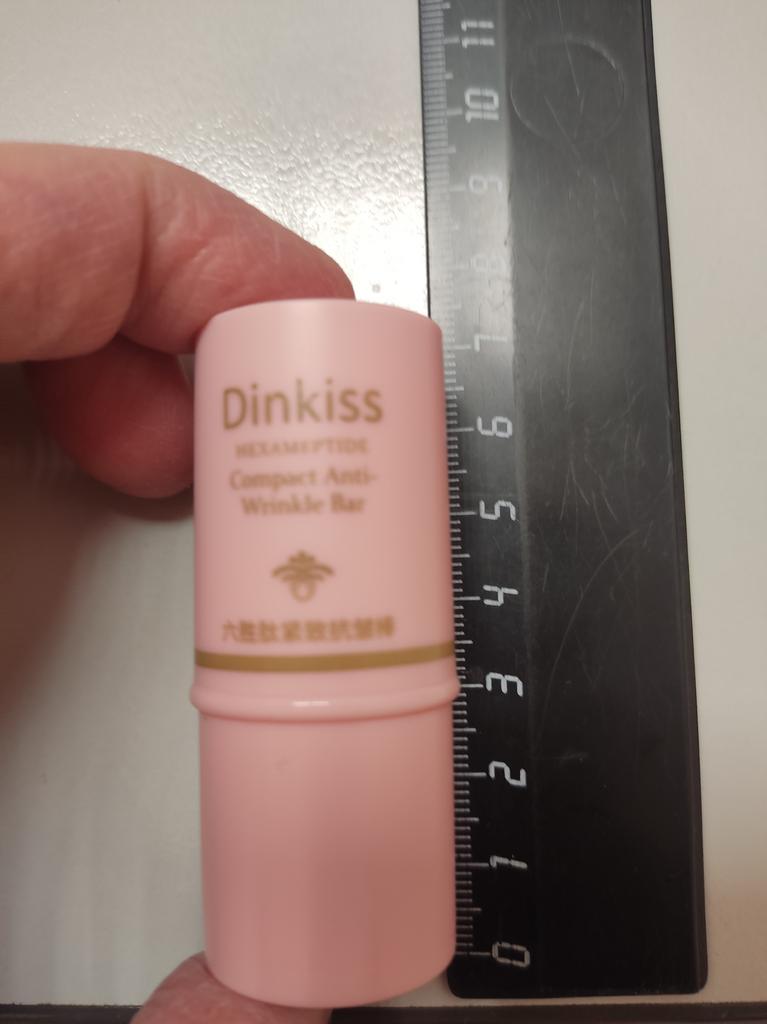 Dinkiss
HEXAMEPTIDE
Compact Anti-
Wrinkle Bar
六胜肽紧致抗皱棒
11
10
9
8
7
6
5
4
3
2
1
0